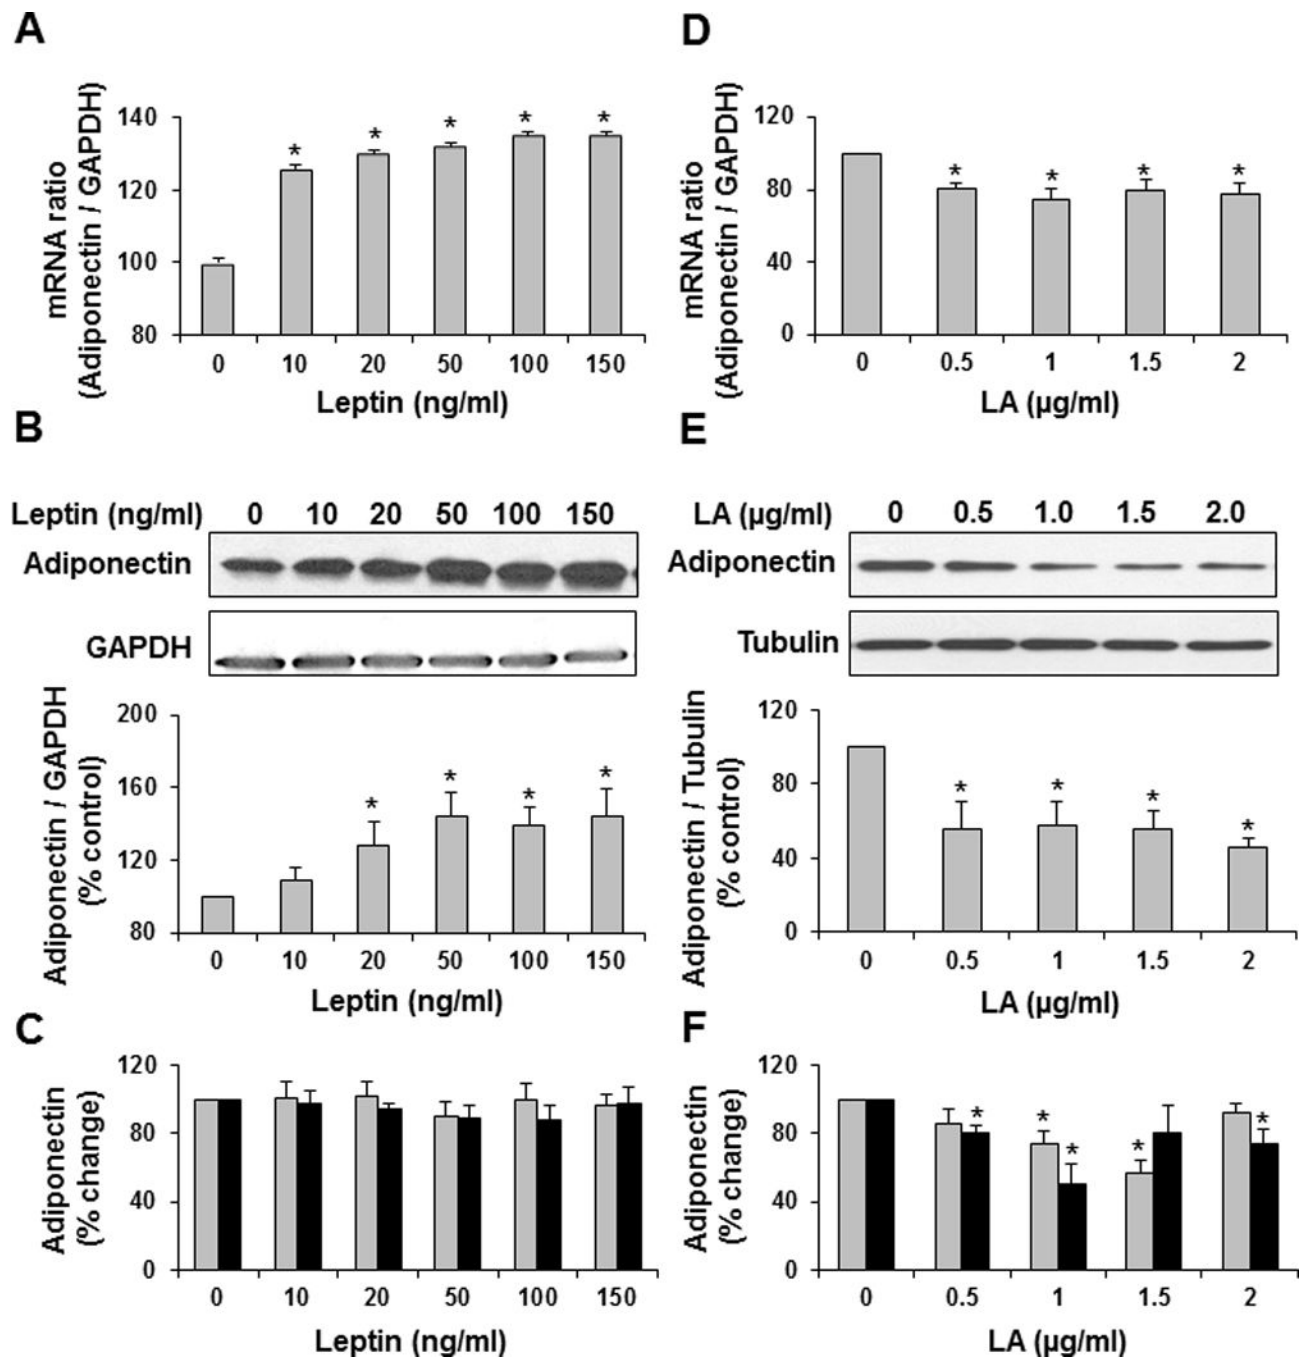 A
mRNA ratio
(Adiponectin / GAPDH)
140
120
100
80
* * * * *
0 10 20 50 100 150
Leptin (ng/ml)
B
Leptin (ng/ml) 0 10 20 50 100 150
Adiponectin
GAPDH
Adiponectin / GAPDH
(% control)
200
160
120
80
* * * *
0 10 20 50 100 150
Leptin (ng/ml)
C
Adiponectin
(% change)
120
80
40
0
0 10 20 50 100 150
Leptin (ng/ml)
D
mRNA ratio
(Adiponectin / GAPDH)
120
80
40
0
* * * *
0 0.5 1 1.5 2
LA (µg/ml)
E
LA (µg/ml) 0 0.5 1.0 1.5 2.0
Adiponectin
Tubulin
Adiponectin / Tubulin
(% control)
120
80
40
0
* * * *
0 0.5 1 1.5 2
LA (µg/ml)
F
Adiponectin
(% change)
120
80
40
0
* * * * *
0 0.5 1 1.5 2
LA (µg/ml)